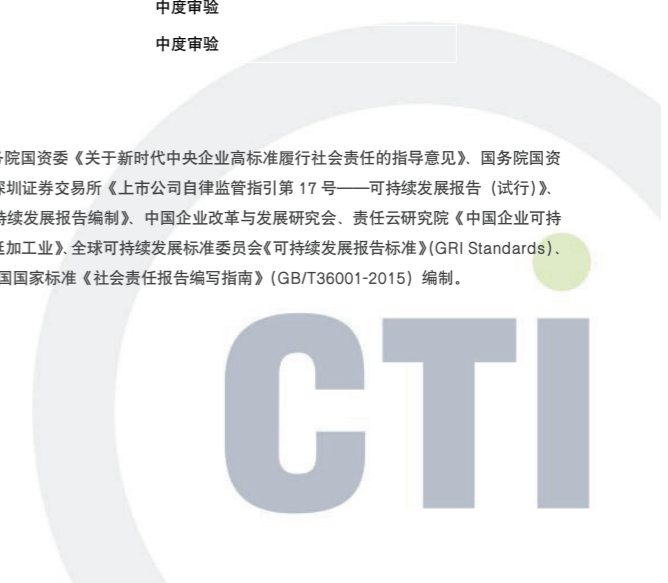 中度审验
中度审验
务院国资委《关于新时代中央企业高标准履行社会责任的指导意见》、国务院国资
深圳证券交易所《上市公司自律监管指引第 17 号——可持续发展报告（试行）》、
持续发展报告编制》、中国企业改革与发展研究会、责任云研究院《中国企业可持
延加工业》、全球可持续发展标准委员会《可持续发展报告标准》（GRI Standards）、
国国家标准《社会责任报告编写指南》（GB/T36001-2015）编制。
CTI